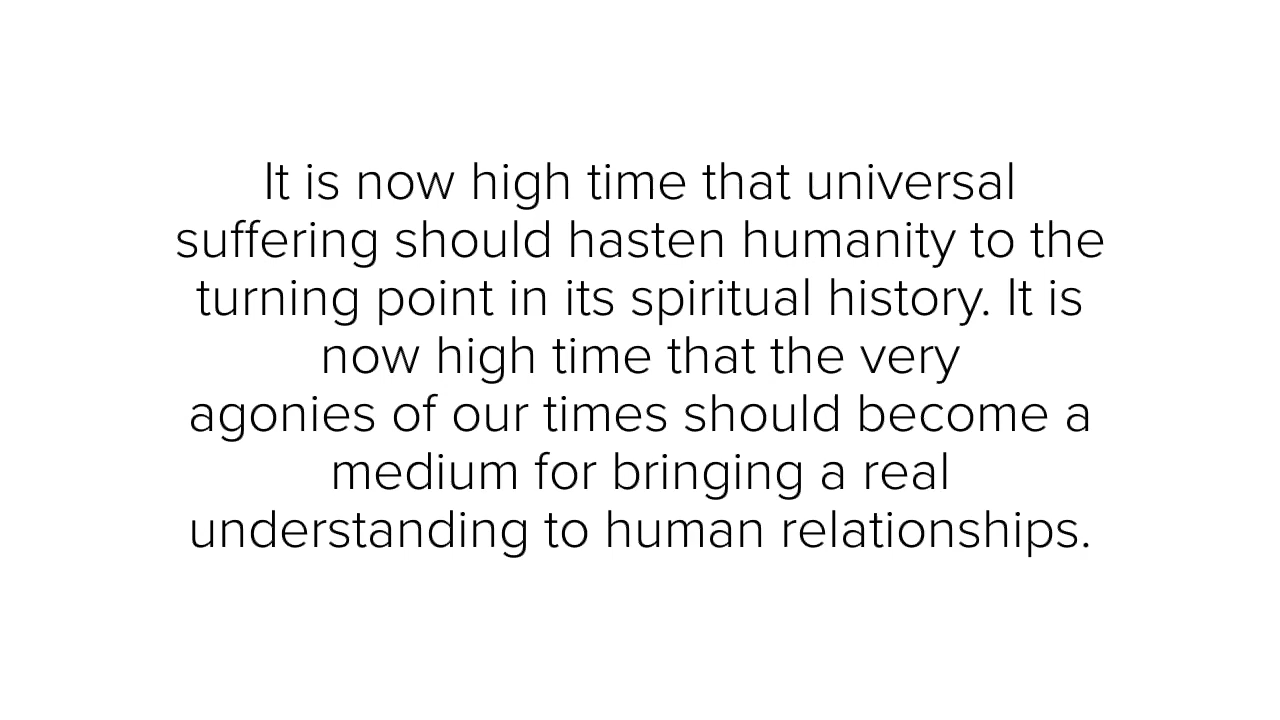 It is now high time that universal
suffering should hasten humanity to the
turning point in its spiritual history. It is
now high time that the very
agonies of our times should become a
medium for bringing a real
understanding to human relationships.